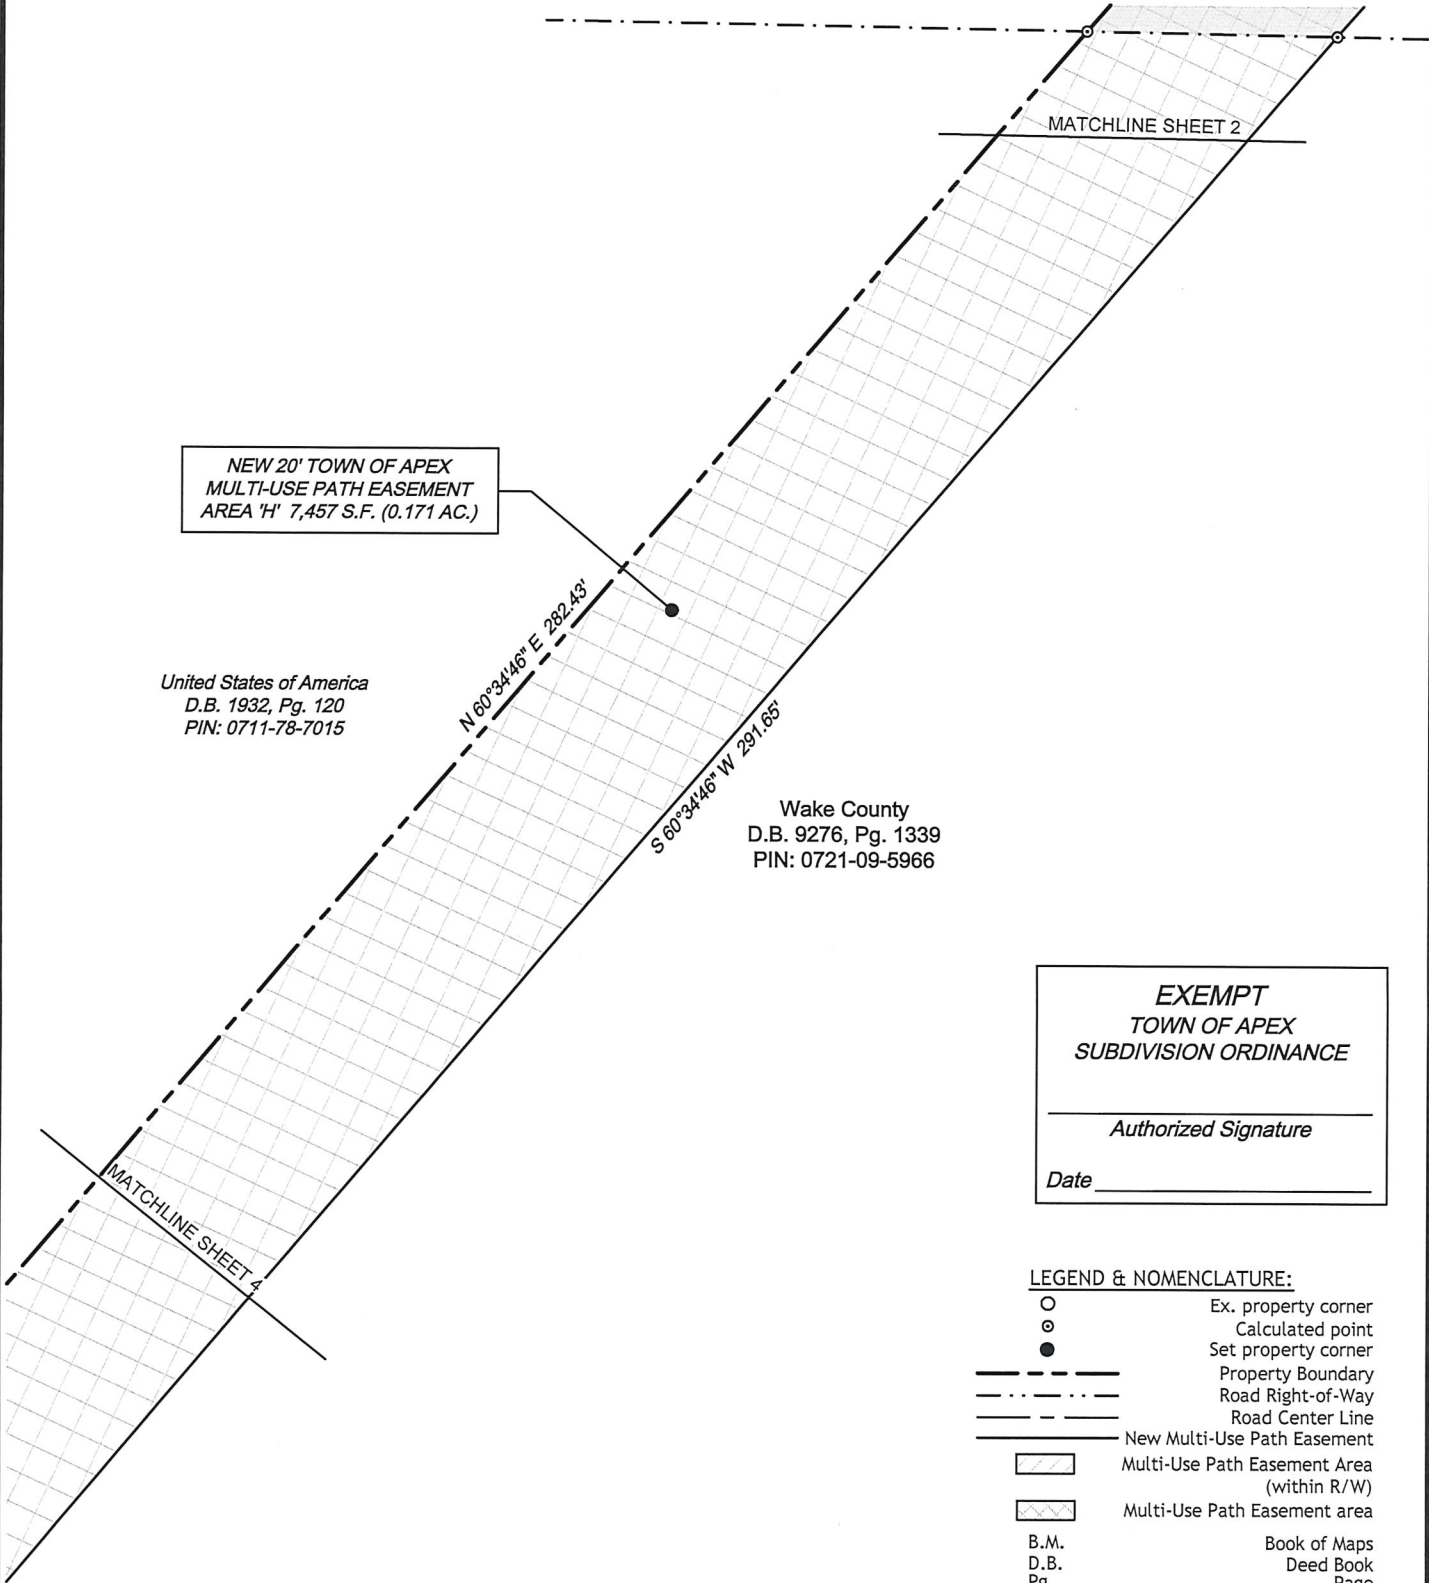 MATCHLINE SHEET 2
NEW 20' TOWN OF APEX
MULTI-USE PATH EASEMENT
AREA 'H' 7,457 S.F. (0.171 AC.)
N 60°34'46" E 282.43'
United States of America
D.B. 1932, Pg. 120
PIN: 0711-78-7015
S 60°34'46" W 291.65'
Wake County
D.B. 9276, Pg. 1339
PIN: 0721-09-5966
EXEMPT
TOWN OF APEX
SUBDIVISION ORDINANCE
Authorized Signature
Date
MATCHLINE SHEET 4
LEGEND & NOMENCLATURE:
Ex. property corner
Calculated point
Set property corner
Property Boundary
Road Right-of-Way
Road Center Line
New Multi-Use Path Easement
Multi-Use Path Easement Area
(within R/W)
Multi-Use Path Easement area
B.M. Book of Maps
D.B. Deed Book
Pg. Page